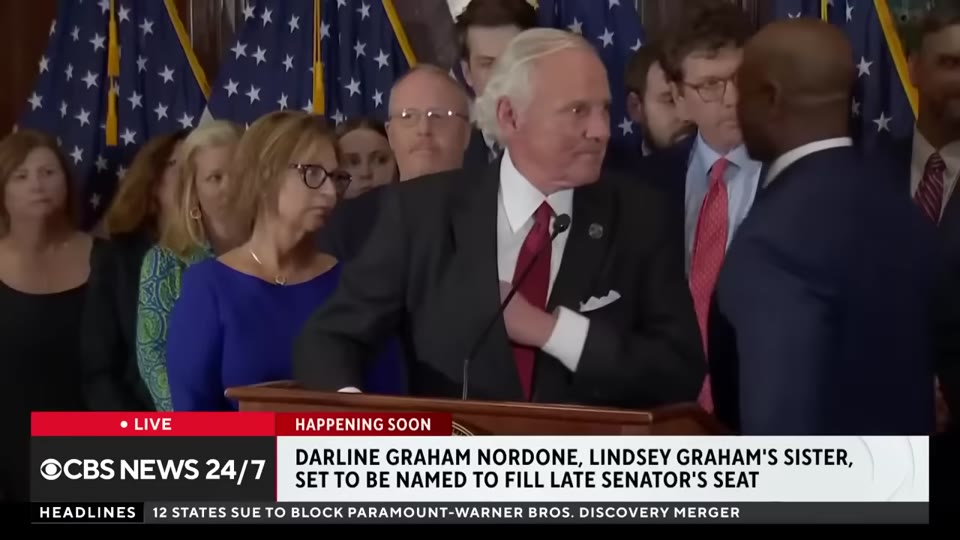 LIVE
HAPPENING SOON
CBS NEWS 24/7
DARLINE GRAHAM NORDONE, LINDSEY GRAHAM'S SISTER,
SET TO BE NAMED TO FILL LATE SENATOR'S SEAT
HEADLINES
12 STATES SUE TO BLOCK PARAMOUNT-WARNER BROS. DISCOVERY MERGER